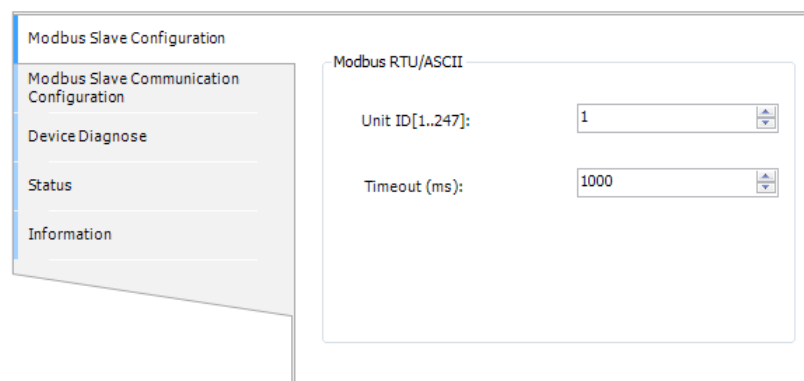 Modbus Slave Configuration
Modbus Slave Communication
Configuration
Device Diagnose
Status
Information
Modbus RTU/ASCII
Unit ID[1..247]: 1
Timeout (ms): 1000